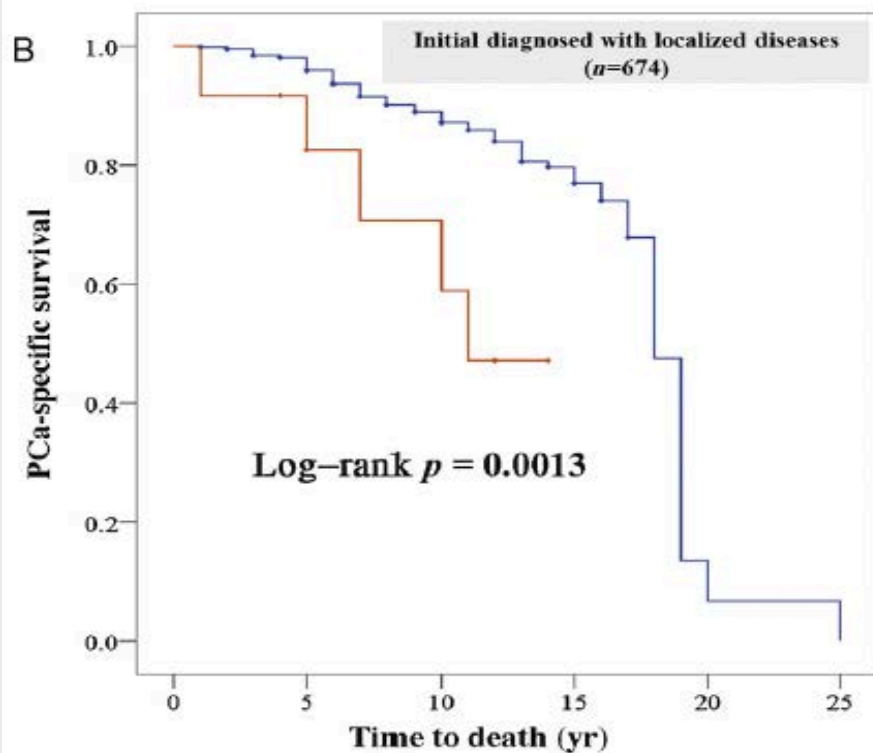 B
Initial diagnosed with localized diseases
(n=674)
1.0
0.8
0.6
0.4
0.2
0.0
PCa-specific survival
Log–rank p = 0.0013
0 5 10 15 20 25
Time to death (yr)